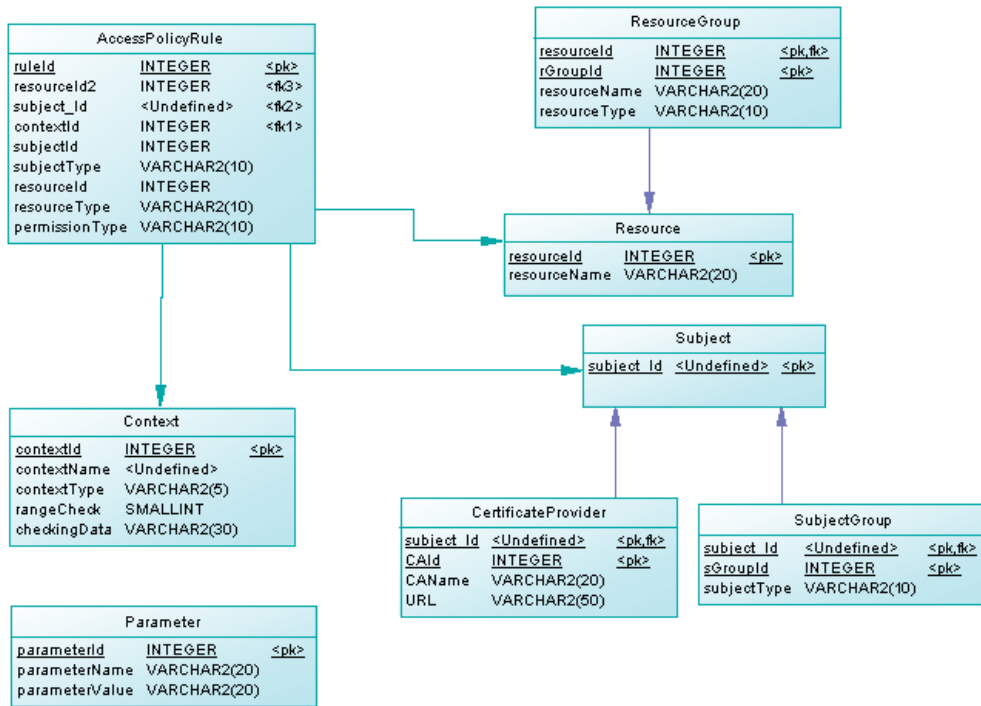 AccessPolicyRule
ruleId INTEGER <pk>
resourceId2 INTEGER <fk3>
subject_Id <Undefined> <fk2>
contextId INTEGER <fk1>
subjectId INTEGER
subjectType VARCHAR2(10)
resourceId INTEGER
resourceType VARCHAR2(10)
permissionType VARCHAR2(10)
ResourceGroup
resourceId INTEGER <pk,fk>
rGroupId INTEGER <pk>
resourceName VARCHAR2(20)
resourceType VARCHAR2(10)
Resource
resourceId INTEGER <pk>
resourceName VARCHAR2(20)
Subject
subject_Id <Undefined> <pk>
Context
contextId INTEGER <pk>
contextName <Undefined>
contextType VARCHAR2(5)
rangeCheck SMALLINT
checkingData VARCHAR2(30)
CertificateProvider
subject_Id <Undefined> <pk,fk>
CAId INTEGER <pk>
CAName VARCHAR2(20)
URL VARCHAR2(50)
SubjectGroup
subject_Id <Undefined> <pk,fk>
sGroupId INTEGER <pk>
subjectType VARCHAR2(10)
Parameter
parameterId INTEGER <pk>
parameterName VARCHAR2(20)
parameterValue VARCHAR2(20)